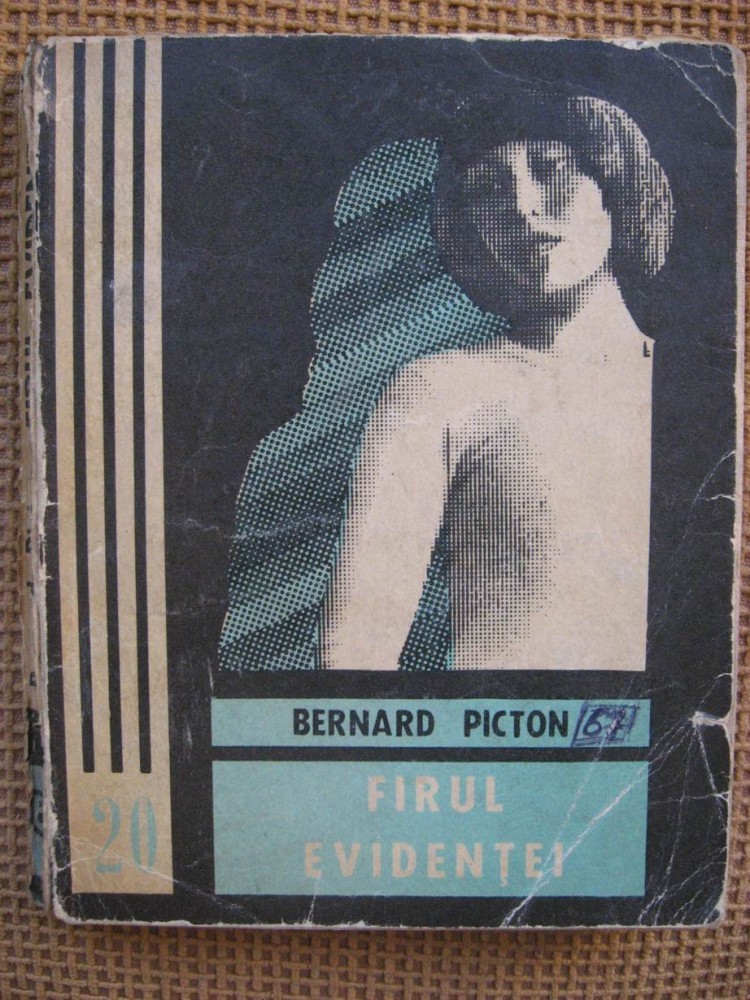 BERNARD PICTON 67
FIRUL
EVIDENȚEI
20